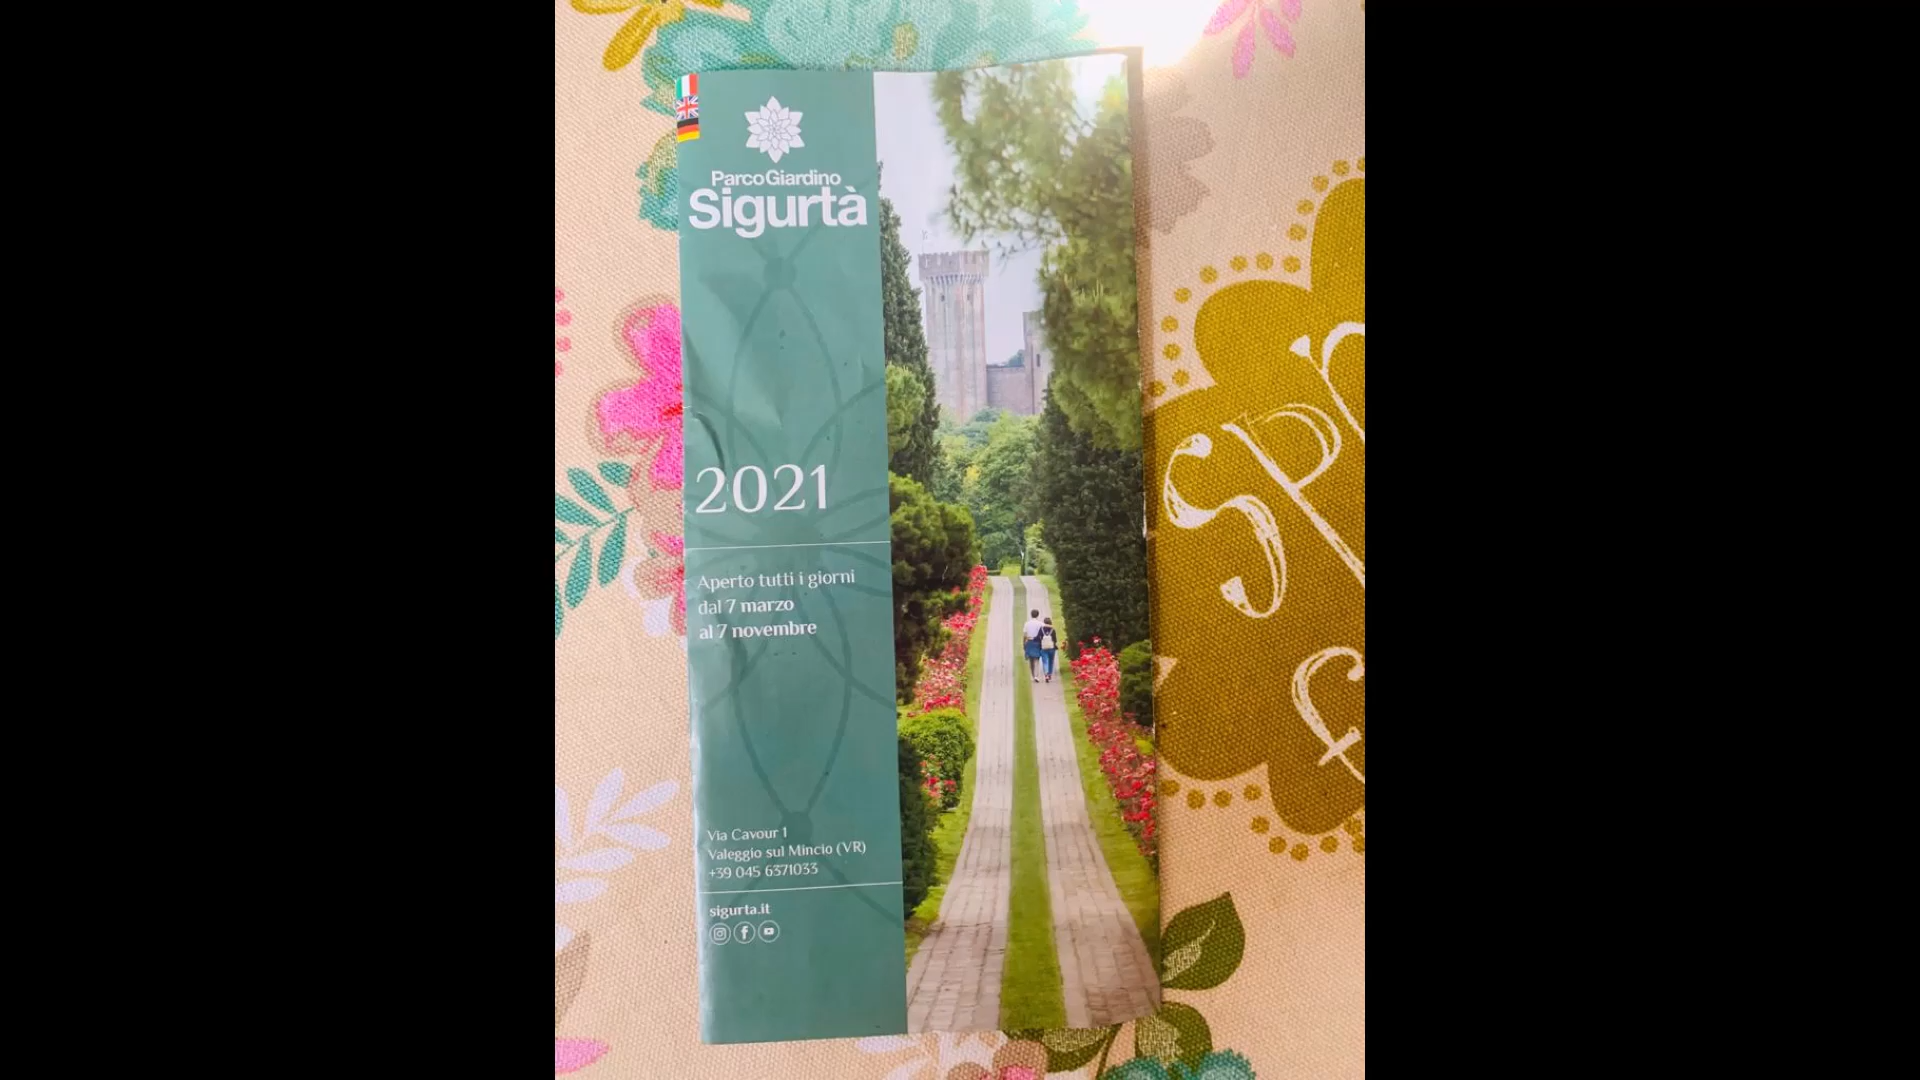 Parco Giardino
Sigurtà
2021
Aperto tutti i giorni
dal 7 marzo
al 7 novembre
Via Cavour 1
Valeggio sul Mincio (VR)
+39 045 6371033
sigurta.it